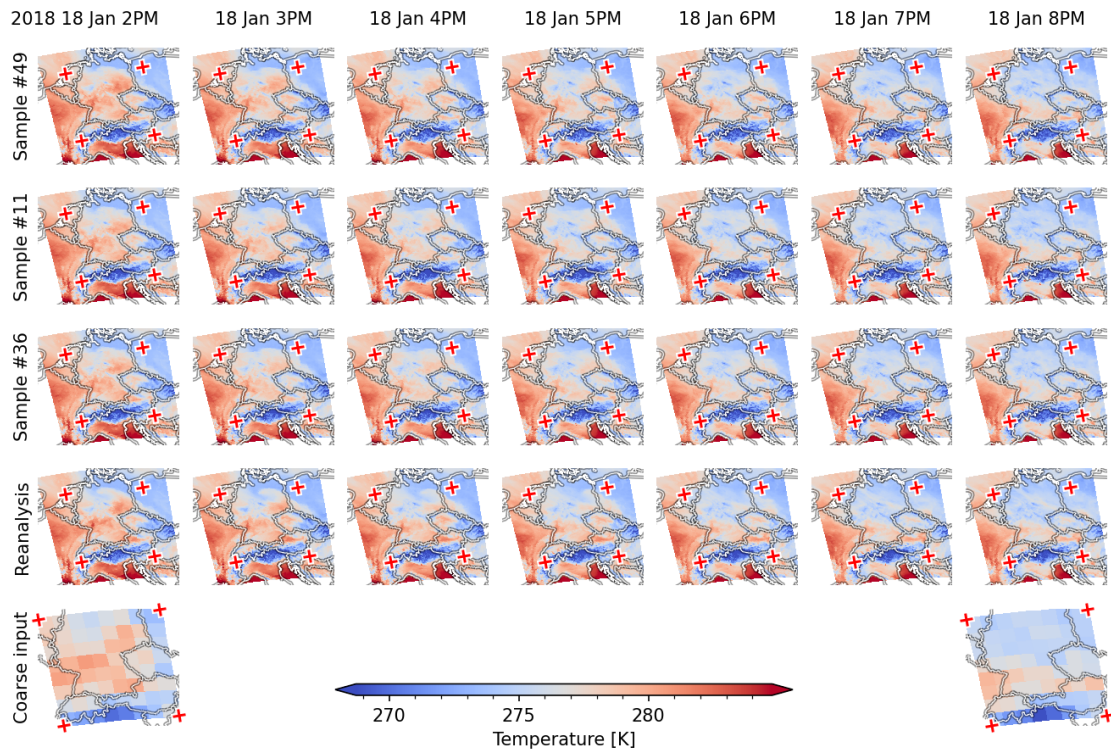 2018 18 Jan 2PM 18 Jan 3PM 18 Jan 4PM 18 Jan 5PM 18 Jan 6PM 18 Jan 7PM 18 Jan 8PM
Sample #49
Sample #11
Sample #36
Reanalysis
Coarse input
270 275 280
Temperature [K]